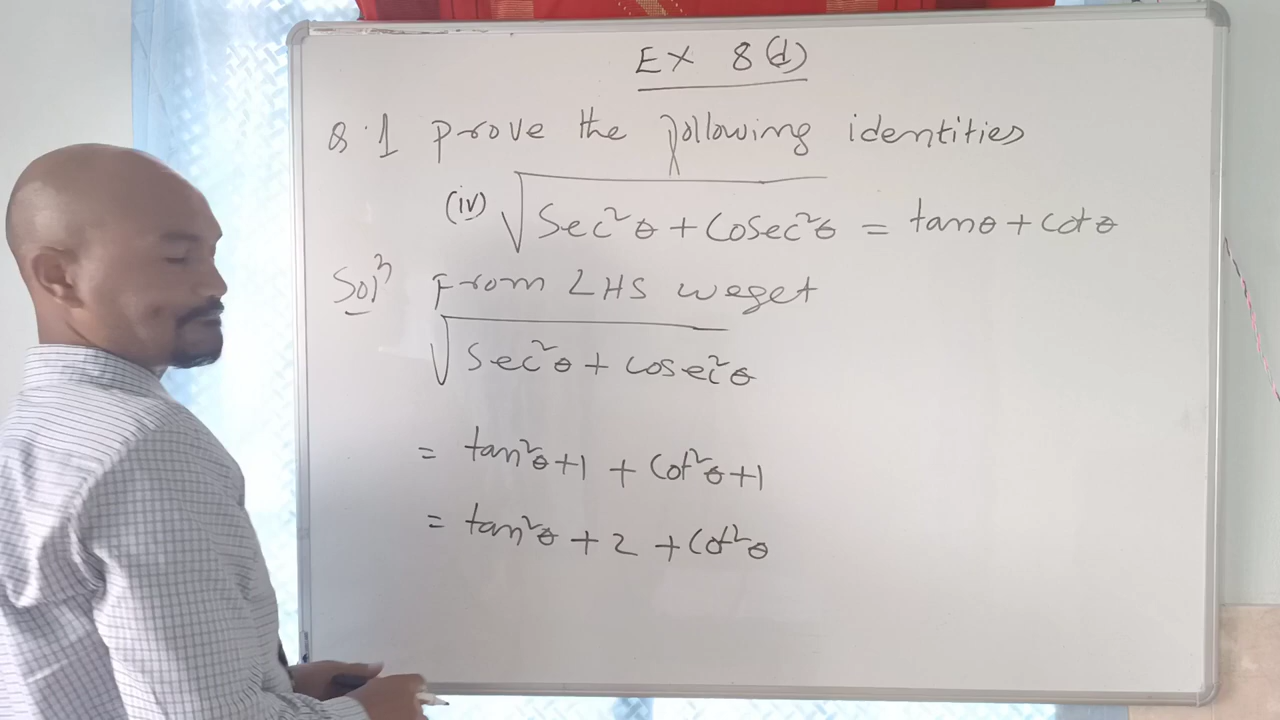 EX 8(d)
Q.1 prove the following identities
(iv) √Sec²θ + Cosec²θ = tanθ + cotθ
Solⁿ From LHS we get
√Sec²θ + cosec²θ
= tan²θ + 1 + Cot²θ + 1
= tan²θ + 2 + Cot²θ